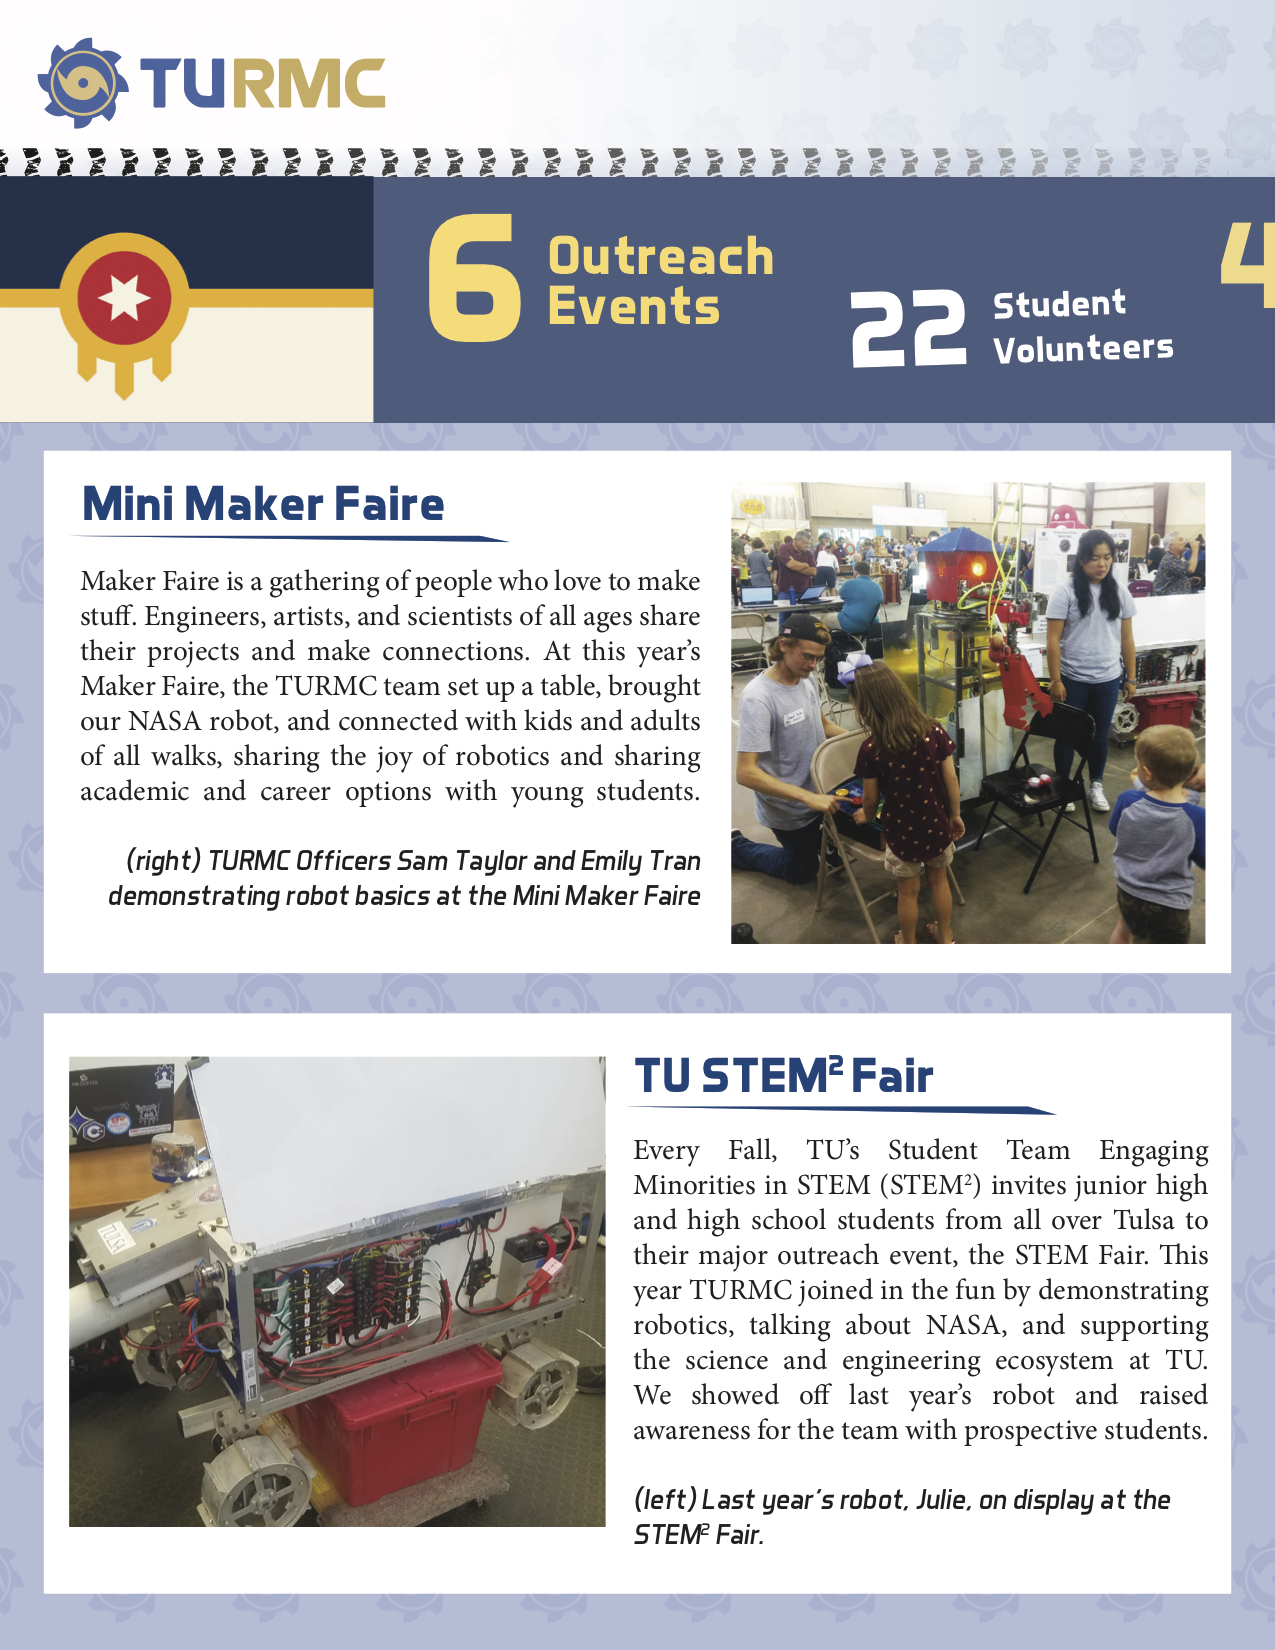 TURMC
6 Outreach
Events
22 Student
Volunteers
4
Mini Maker Faire
Maker Faire is a gathering of people who love to make
stuff. Engineers, artists, and scientists of all ages share
their projects and make connections. At this year’s
Maker Faire, the TURMC team set up a table, brought
our NASA robot, and connected with kids and adults
of all walks, sharing the joy of robotics and sharing
academic and career options with young students.
(right) TURMC Officers Sam Taylor and Emily Tran
demonstrating robot basics at the Mini Maker Faire
TULSA
TU STEM² Fair
Every Fall, TU’s Student Team Engaging
Minorities in STEM (STEM²) invites junior high
and high school students from all over Tulsa to
their major outreach event, the STEM Fair. This
year TURMC joined in the fun by demonstrating
robotics, talking about NASA, and supporting
the science and engineering ecosystem at TU.
We showed off last year’s robot and raised
awareness for the team with prospective students.
(left) Last year’s robot, Julie, on display at the
STEM² Fair.